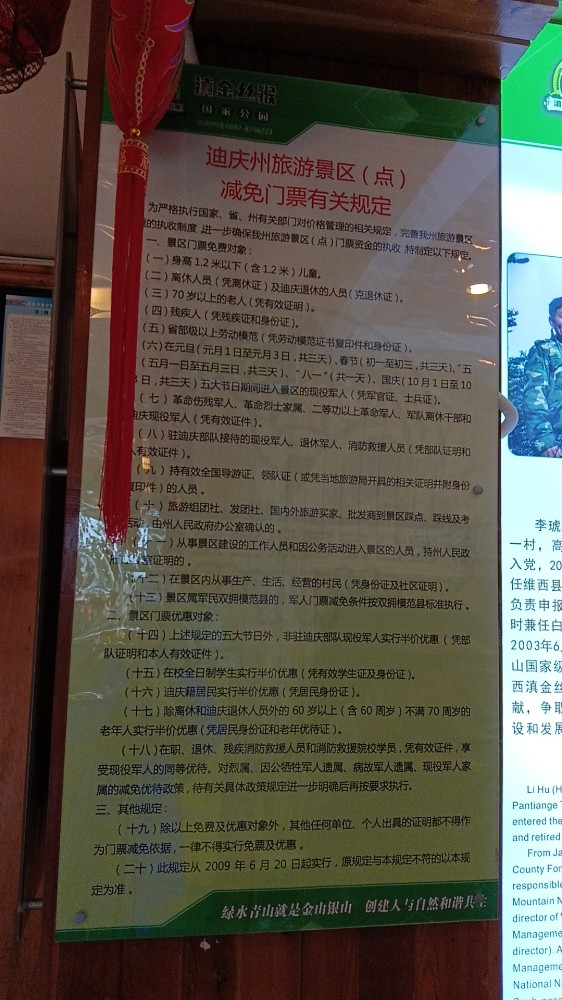 滇金丝猴
国家公园
迪庆州旅游景区（点）
减免门票有关规定
为严格执行国家、省、州有关部门对价格管理的相关规定，完善我州旅游景区
的执收制度，进一步确保我州旅游景区（点）门票资金的执收，特制定以下规定。
一、景区门票免费对象：
（一）身高1.2米以下（含1.2米）儿童。
（二）离休人员（凭离休证）及迪庆退休的人员（克退休证）。
（三）70岁以上的老人（凭有效证明）。
（四）残疾人（凭残疾证和身份证）。
（五）省部级以上劳动模范（凭劳动模范证书复印件和身份证）。
（六）在元旦（元月1日至元月3日，共三天）、春节（初一至初三，共三天）、"五
（五月一日至五月三日，共三天）、"八一"（共一天）、国庆（10月1日至10
3日，共三天）五大节日期间进入景区的现役军人（凭军官证、士兵证）。
（七）革命伤残军人、革命烈士家属、二等功以上革命军人、军队离休干部和
迪庆现役军人（凭有效证件）。
（八）驻迪庆部队接待的现役军人、退休军人、消防救援人员（凭部队证明和
人有效证件）。
（九）持有效全国导游证、领队证（或凭当地旅游局开具的相关证明并附身份
复印件）的人员。
（十）旅游组团社、发团社、国内外旅游买家、批发商到景区踩点、踩线及考
活动，由州人民政府办公室确认的。
（十一）从事景区建设的工作人员和因公务活动进入景区的人员，持州人民政
室证明的。
（十二）在景区内从事生产、生活、经营的村民（凭身份证及社区证明）。
（十三）景区属军民双拥模范县的，军人门票减免条件按双拥模范县标准执行。
二、景区门票优惠对象：
（十四）上述规定的五大节日外，非驻迪庆部队现役军人实行半价优惠（凭部
队证明和本人有效证件）。
（十五）在校全日制学生实行半价优惠（凭有效学生证及身份证）。
（十六）迪庆籍居民实行半价优惠（凭居民身份证）。
（十七）除离休和迪庆退休人员外的60岁以上（含60周岁）不满70周岁的
老年人实行半价优惠（凭居民身份证和老年优待证）。
（十八）在职、退休、残疾消防救援人员和消防救援院校学员，凭有效证件，享
受现役军人的同等优待。对烈属、因公牺牲军人遗属、病故军人遗属、现役军人家
属的减免优待政策，待有关具体政策规定进一步明确后再按要求执行。
三、其他规定：
（十九）除以上免费及优惠对象外，其他任何单位、个人出具的证明都不得作
为门票减免依据，一律不得实行免票及优惠。
（二十）此规定从2009年6月20日起实行，原规定与本规定不符的以本规
定为准。
绿水青山就是金山银山 创建人与自然和谐共生
李琥
一村，高
入党，20
任维西县
负责申报
时兼任白
2003年6
山国家级
西滇金丝
献，争取
设和发展
Li Hu (H
Pantiange T
entered the
and retired
From Ja
County For
responsible
Mountain N
director of
Manageme
director). A
Manageme
National N